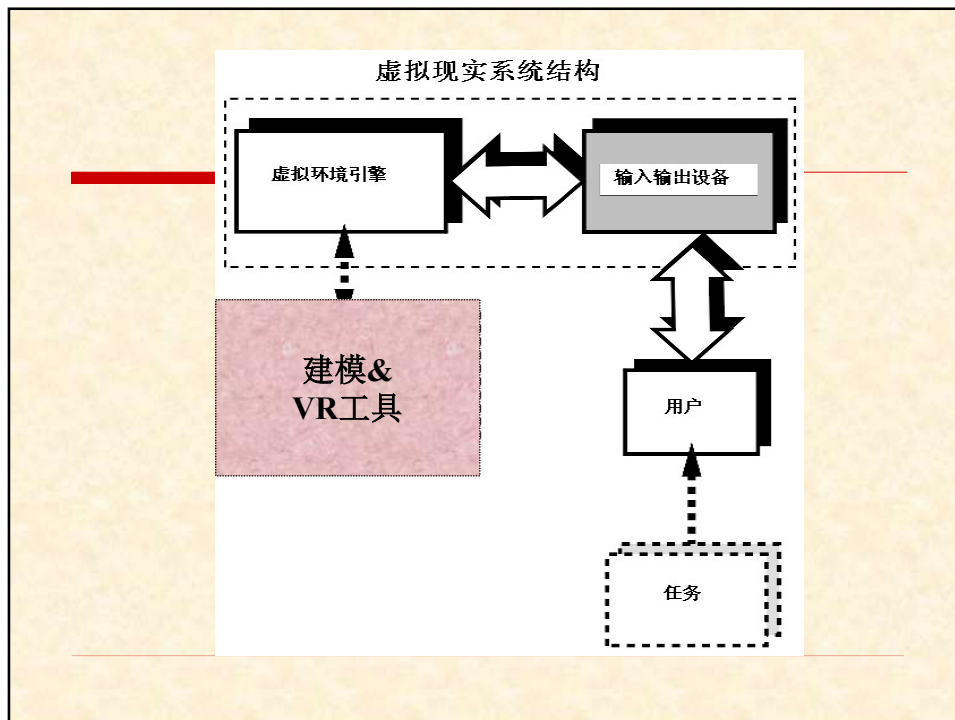 虚拟现实系统结构
虚拟环境引擎
输入输出设备
建模&
VR工具
用户
任务